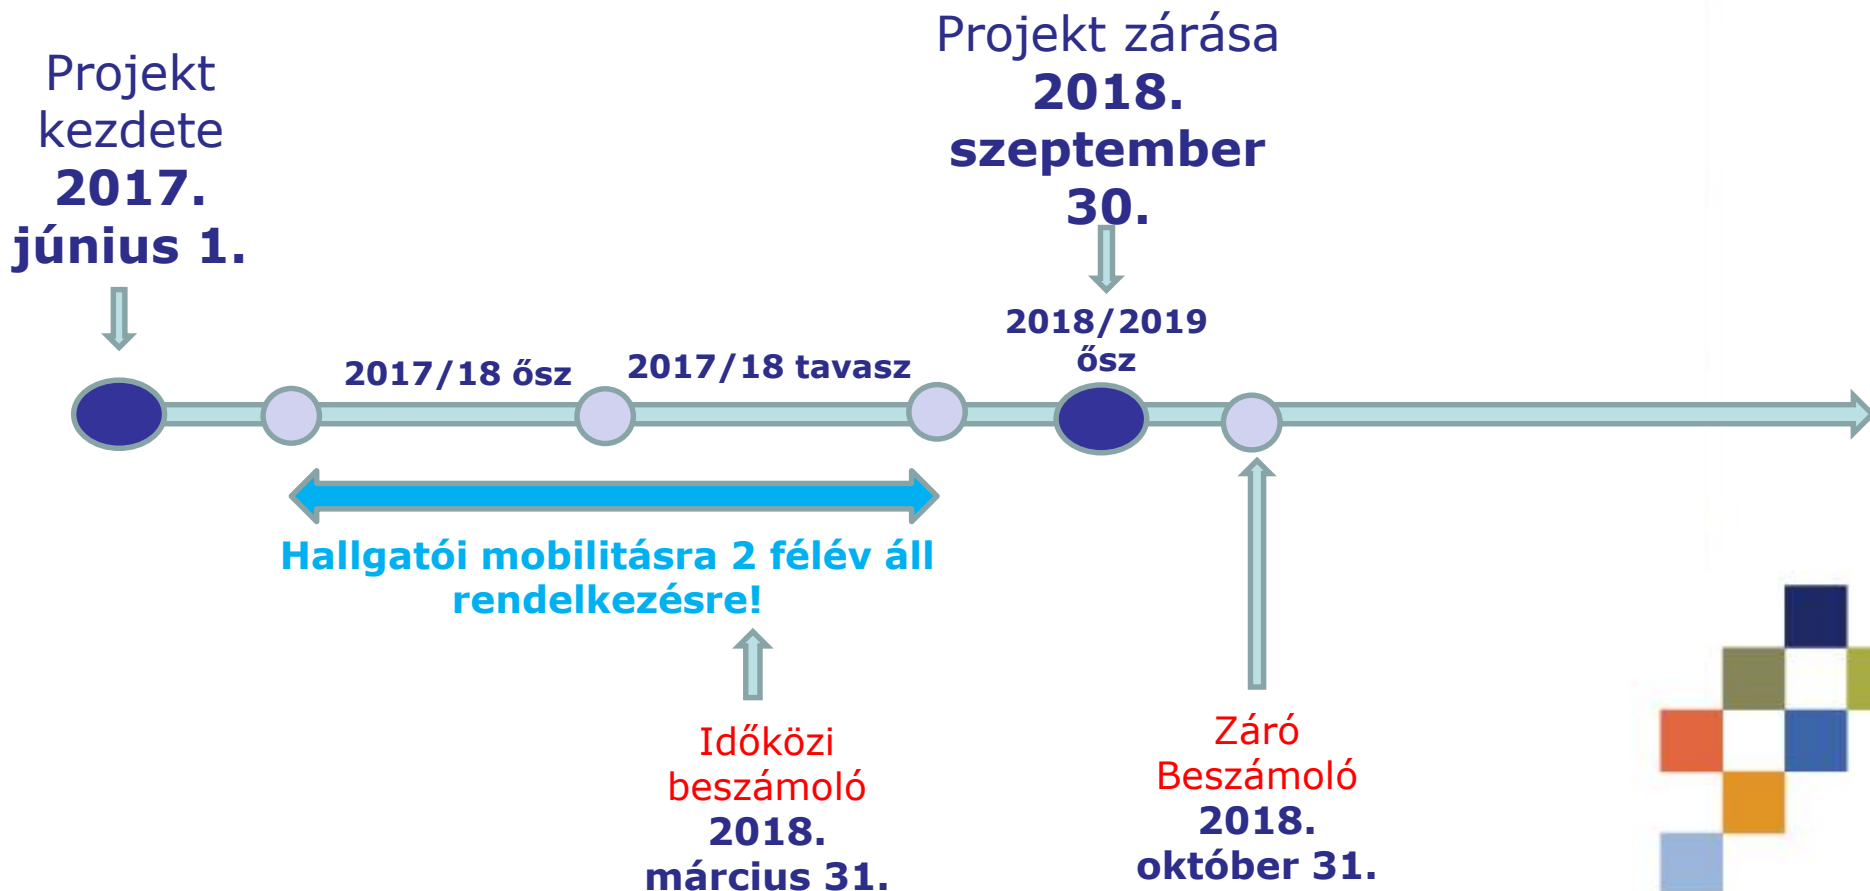 Projekt
kezdete
2017.
június 1.
Projekt zárása
2018.
szeptember
30.
2017/18 ősz
2017/18 tavasz
2018/2019
ősz
Hallgatói mobilitásra 2 félév áll
rendelkezésre!
Időközi
beszámoló
2018.
március 31.
Záró
Beszámoló
2018.
október 31.